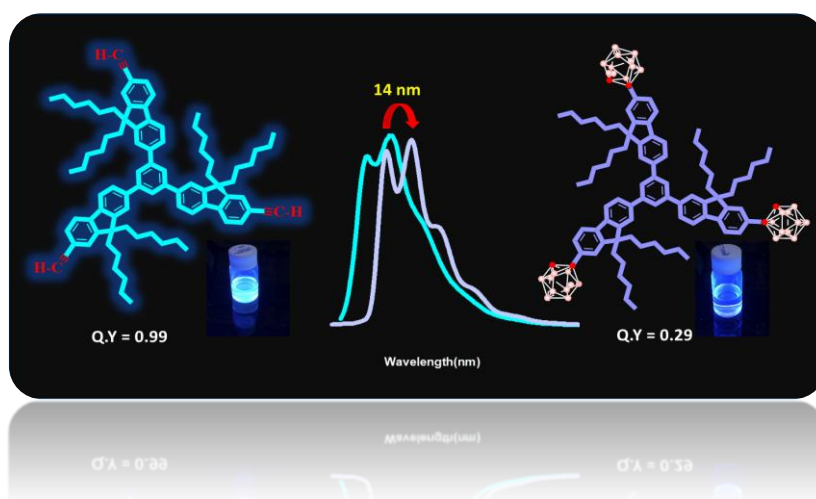 H-C≡
≡C-H
H-C≡
14 nm
Q.Y = 0.99
Q.Y = 0.29
Wavelength(nm)